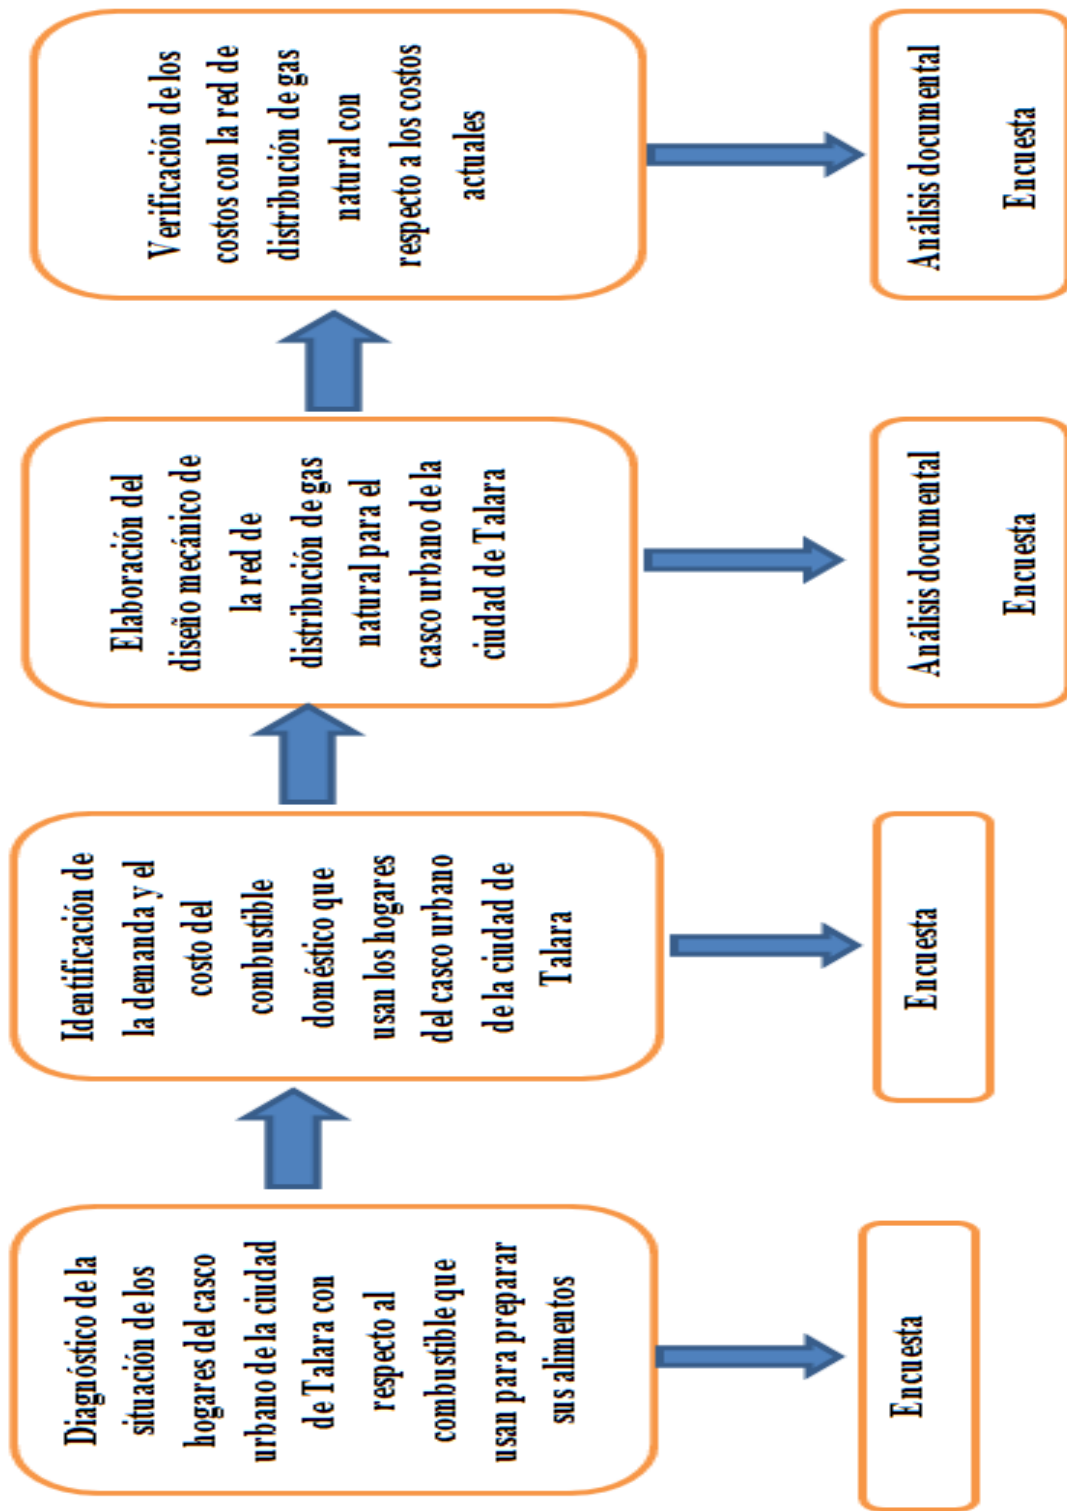 Diagnóstico de la
situación de los
hogares del casco
urbano de la ciudad
de Talara con
respecto al
combustible que
usan para preparar
sus alimentos
Encuesta
Identificación de
la demanda y el
costo del
combustible
doméstico que
usan los hogares
del casco urbano
de la ciudad de
Talara
Encuesta
Elaboración del
diseño mecánico de
la red de
distribución de gas
natural para el
casco urbano de la
ciudad de Talara
Análisis documental
Encuesta
Verificación de los
costos con la red de
distribución de gas
natural con
respecto a los costos
actuales
Análisis documental
Encuesta